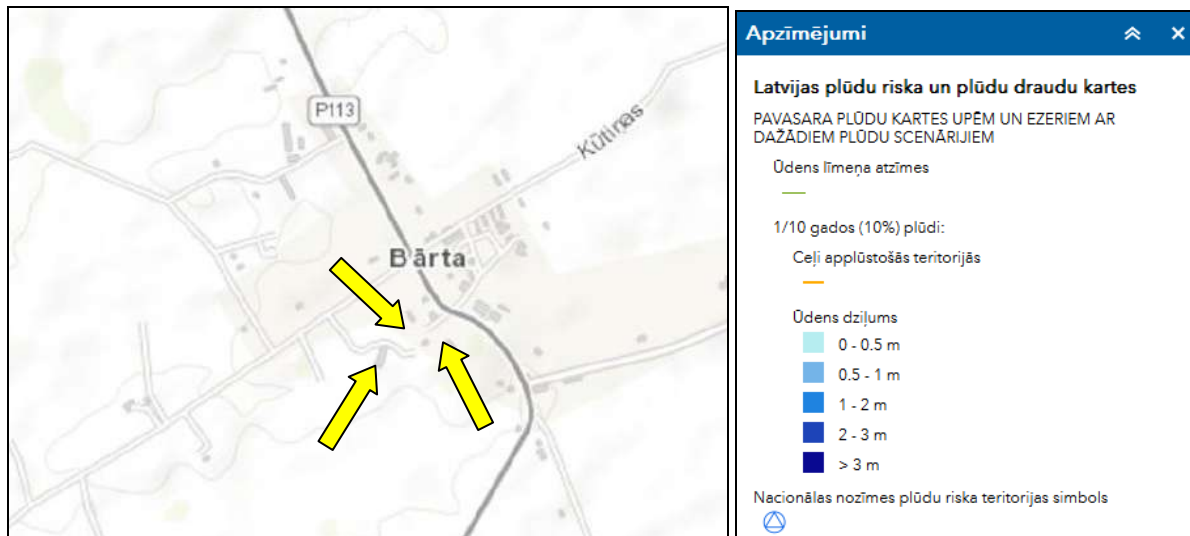 P113
Kūtiņas
Bārta
Apzīmējumi
Latvijas plūdu riska un plūdu draudu kartes
PAVASARA PLŪDU KARTES UPĒM UN EZERIEM AR
DAŽĀDIEM PLŪDU SCENĀRIJIEM
Ūdens līmeņa atzīmes
1/10 gados (10%) plūdi:
Ceļi applūstošās teritorijās
Ūdens dziļums
0 - 0.5 m
0.5 - 1 m
1 - 2 m
2 - 3 m
> 3 m
Nacionālas nozīmes plūdu riska teritorijas simbols